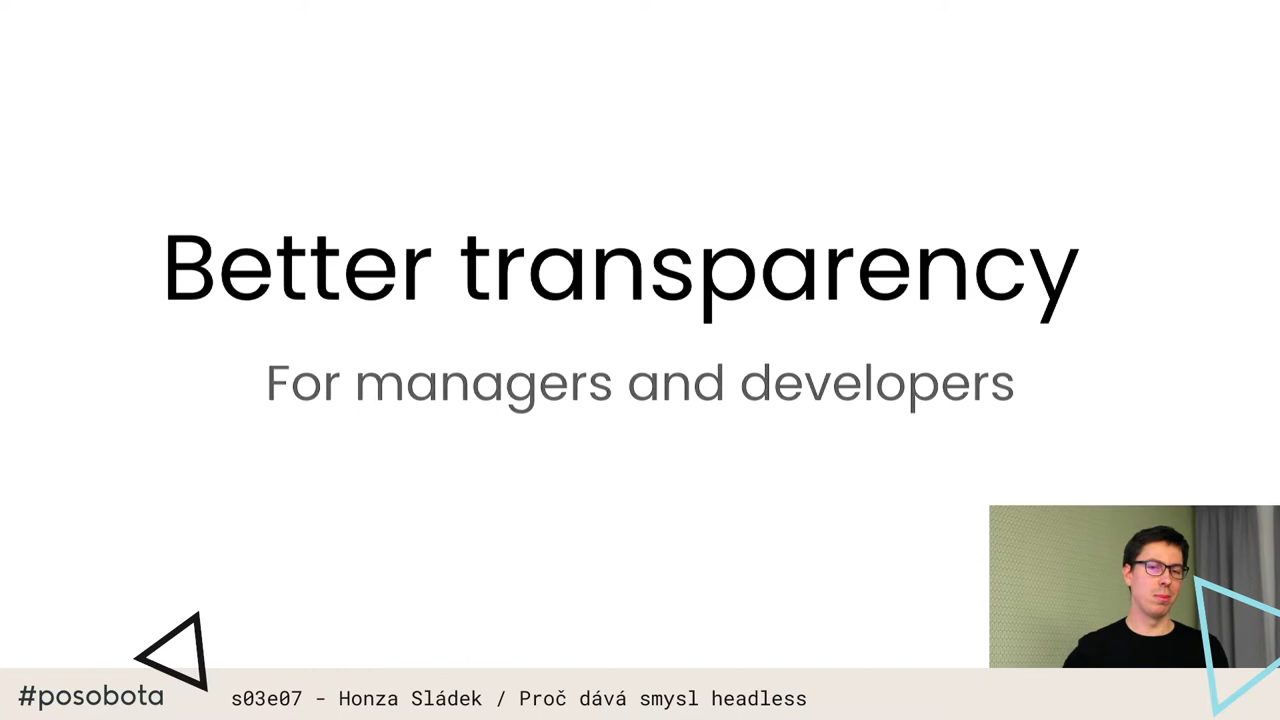 Better transparency
For managers and developers
#posobota
s03e07 - Honza Sládek / Proč dává smysl headless